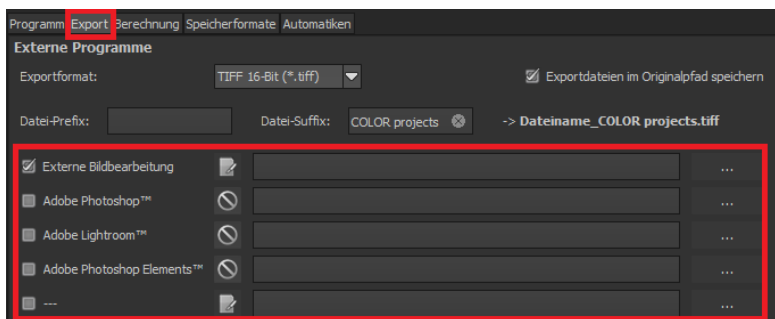 Programm Export Berechnung Speicherformate Automatiken
Externe Programme
Exportformat: TIFF 16-Bit (*.tiff) Exportdateien im Originalpfad speichern
Datei-Prefix: Datei-Suffix: COLOR projects -> Dateiname_COLOR projects.tiff
Externe Bildbearbeitung ...
Adobe Photoshop™ ...
Adobe Lightroom™ ...
Adobe Photoshop Elements™ ...
--- ...